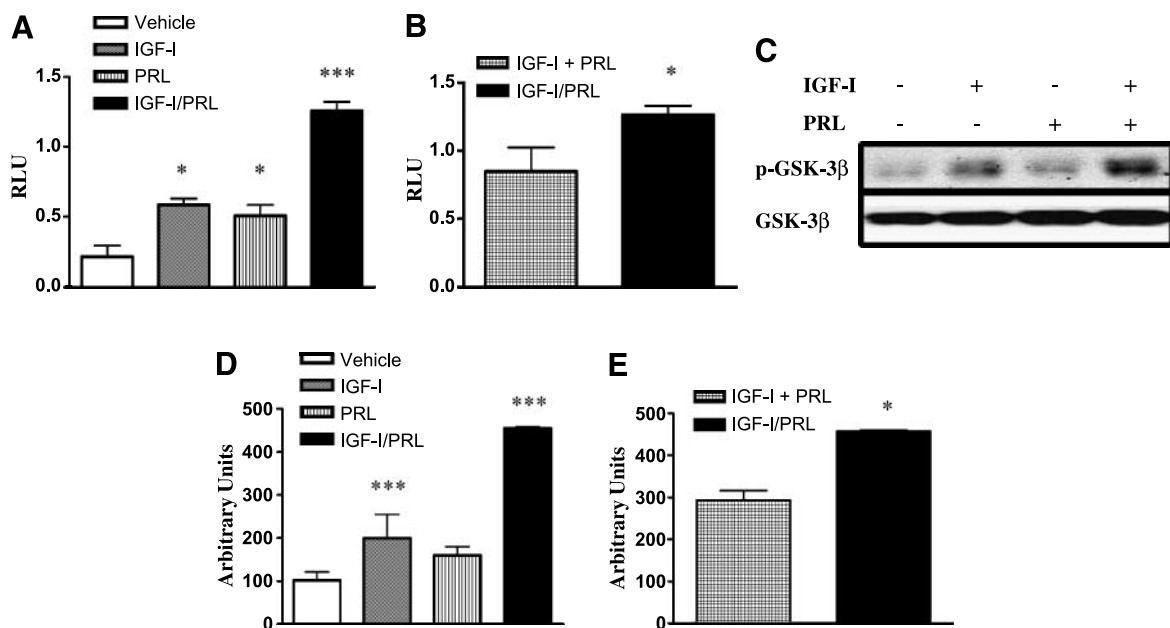 A
Vehicle
IGF-I
PRL
IGF-I/PRL
RLU
1.5
1.0
0.5
0.0
*
*
***
B
IGF-I + PRL
IGF-I/PRL
RLU
1.5
1.0
0.5
0.0
*
C
IGF-I - + - +
PRL - - + +
p-GSK-3β
GSK-3β
D
Vehicle
IGF-I
PRL
IGF-I/PRL
Arbitrary Units
500
400
300
200
100
0
***
***
E
IGF-I + PRL
IGF-I/PRL
Arbitrary Units
500
400
300
200
100
0
*